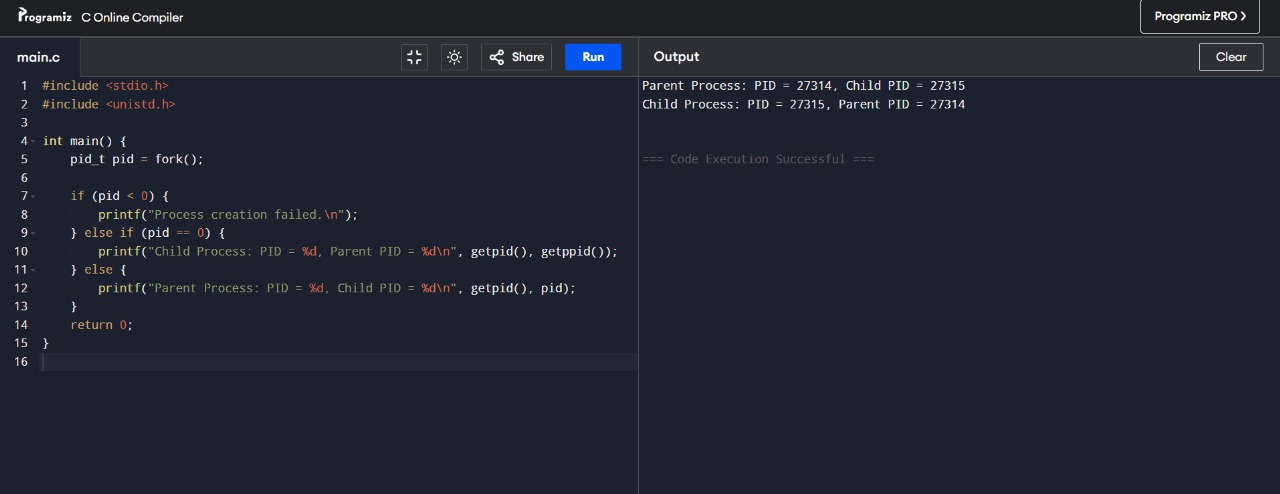 Programiz C Online Compiler
Programiz PRO >
main.c
Share
Run
Output
Clear
1 #include <stdio.h>
2 #include <unistd.h>
3
4 int main() {
5     pid_t pid = fork();
6
7     if (pid < 0) {
8         printf("Process creation failed.\n");
9     } else if (pid == 0) {
10         printf("Child Process: PID = %d, Parent PID = %d\n", getpid(), getppid());
11     } else {
12         printf("Parent Process: PID = %d, Child PID = %d\n", getpid(), pid);
13     }
14     return 0;
15 }
16
Parent Process: PID = 27314, Child PID = 27315
Child Process: PID = 27315, Parent PID = 27314
=== Code Execution Successful ===